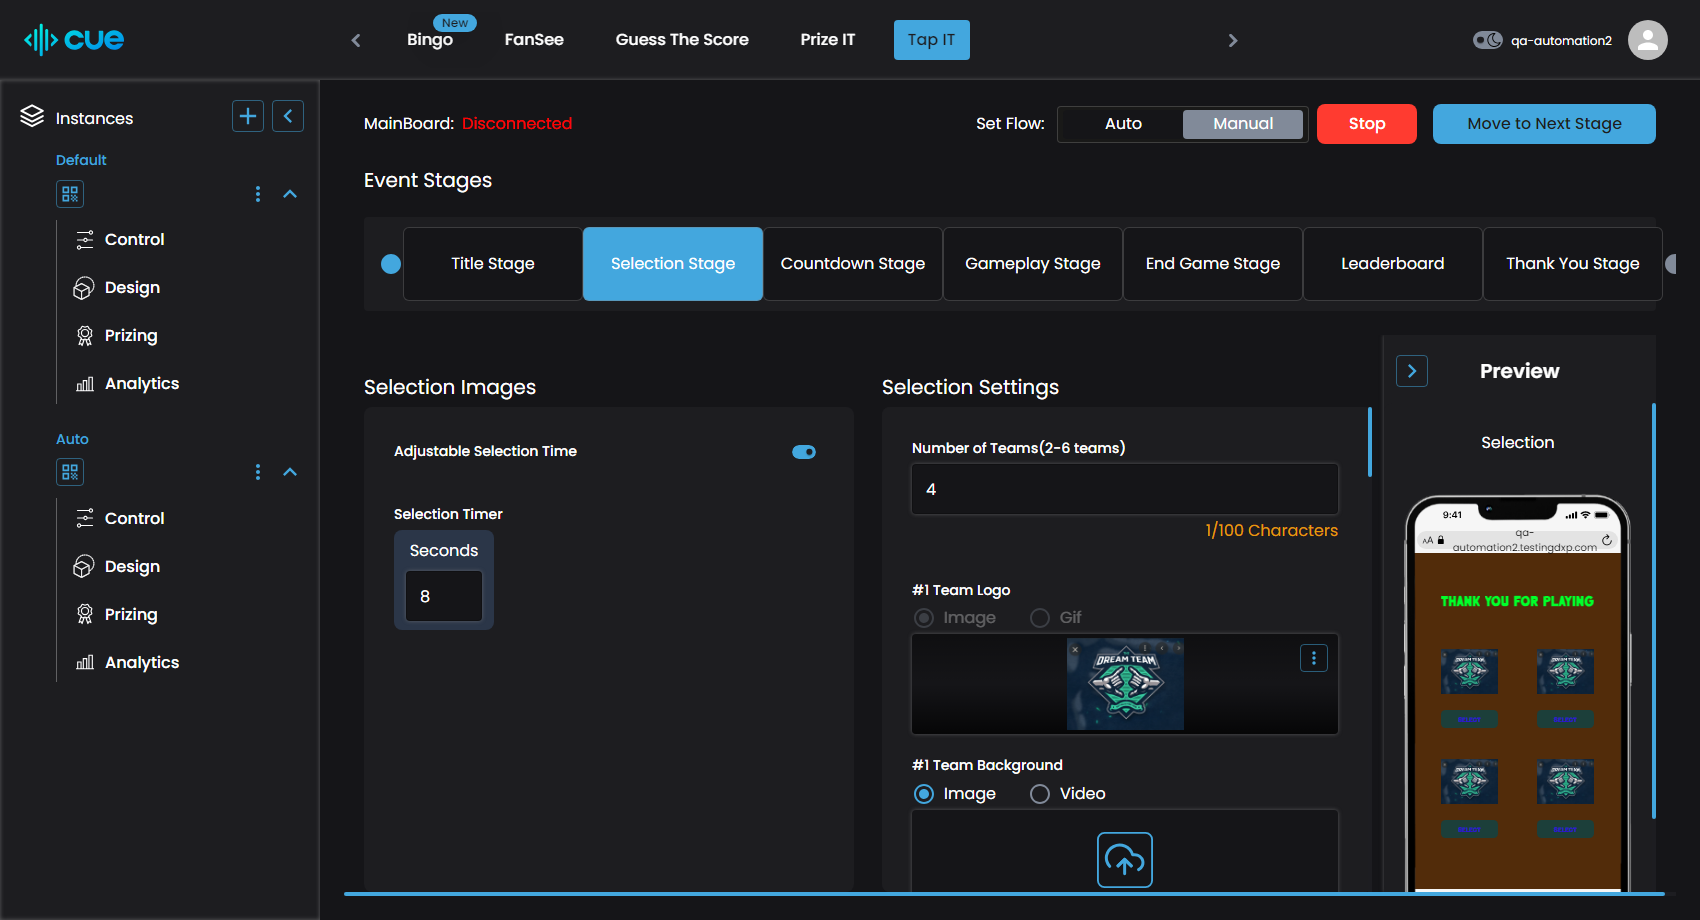 cue
New
Bingo
FanSee
Guess The Score
Prize IT
Tap IT
qa-automation2
Instances
Default
Control
Design
Prizing
Analytics
Auto
Control
Design
Prizing
Analytics
MainBoard: Disconnected
Set Flow:
Auto
Manual
Stop
Move to Next Stage
Event Stages
Title Stage
Selection Stage
Countdown Stage
Gameplay Stage
End Game Stage
Leaderboard
Thank You Stage
Selection Images
Adjustable Selection Time
Selection Timer
Seconds
8
Selection Settings
Number of Teams(2-6 teams)
4
1/100 Characters
#1 Team Logo
Image
Gif
DREAM TEAM
#1 Team Background
Image
Video
Preview
Selection
9:41
AA
qa-
automation2.testingdxp.com
THANK YOU FOR PLAYING
DREAM TEAM
DREAM TEAM
DREAM TEAM
DREAM TEAM